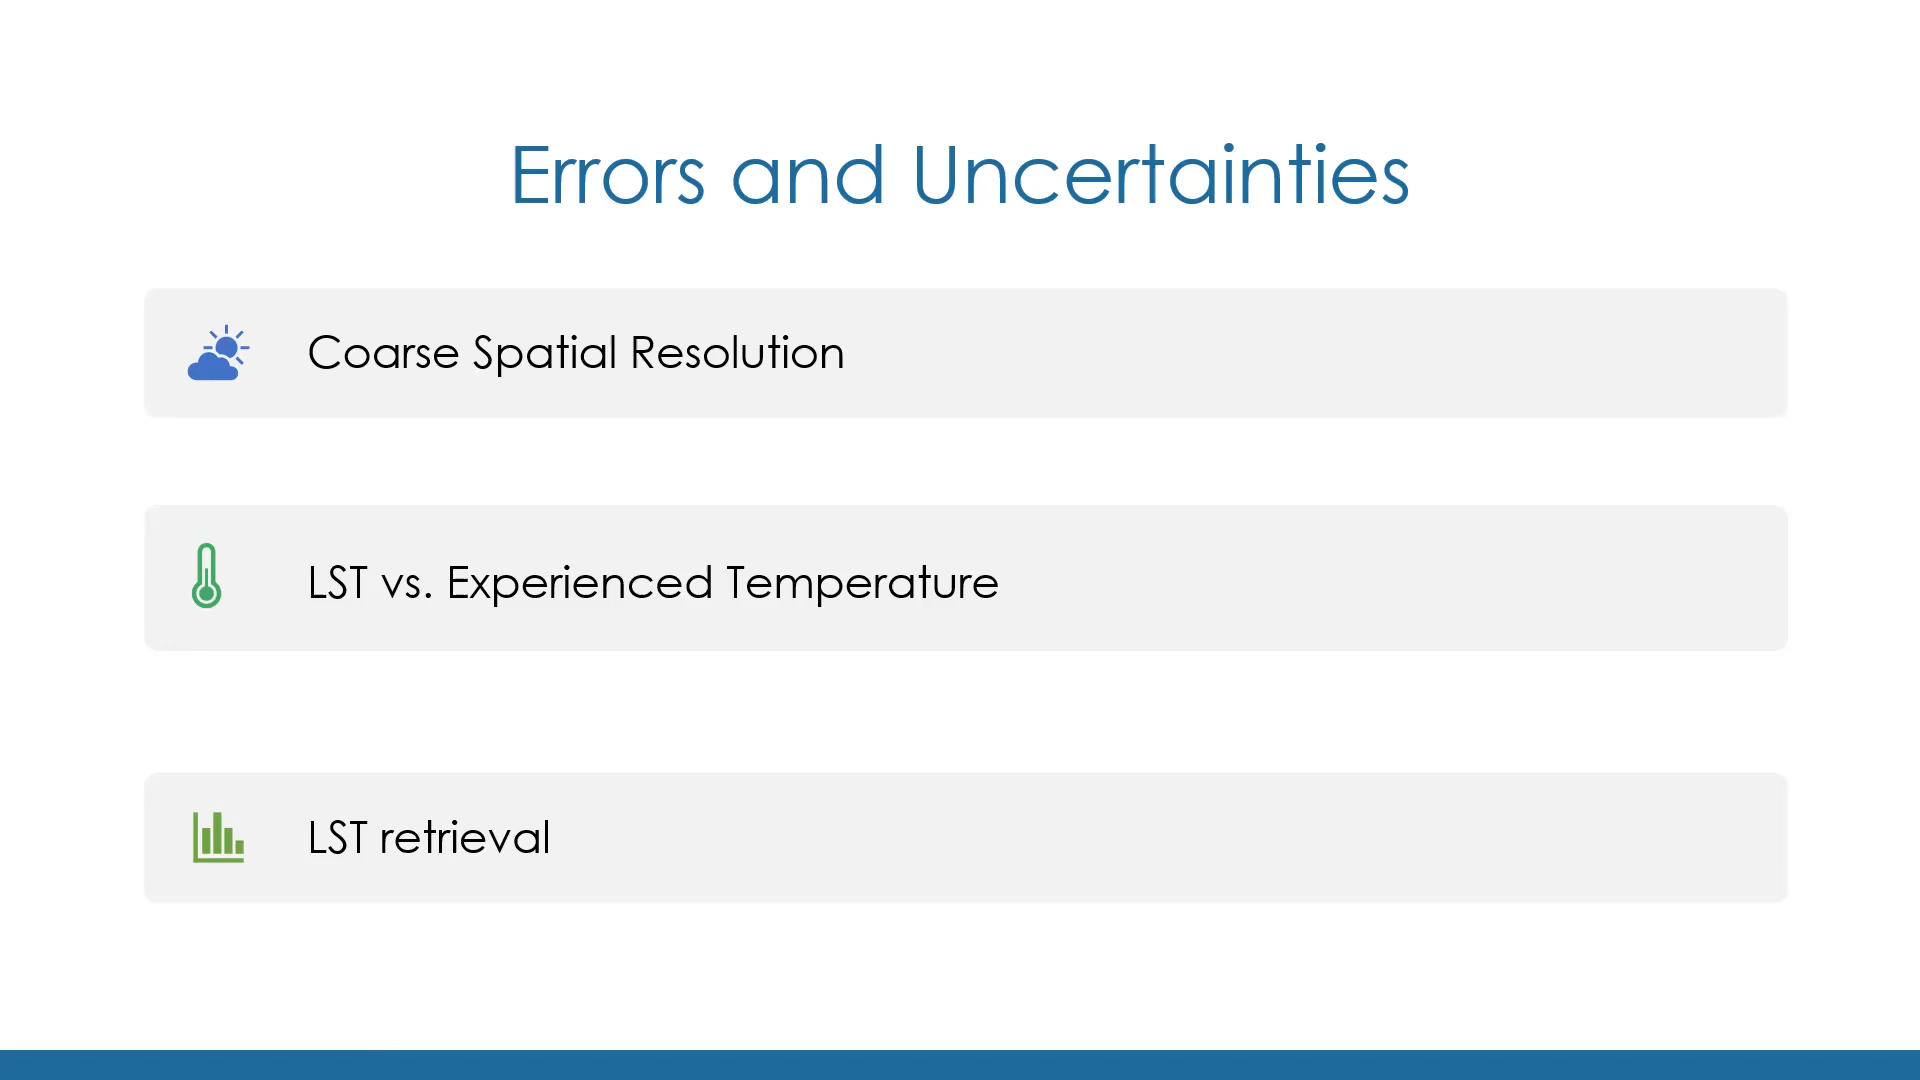 Errors and Uncertainties
Coarse Spatial Resolution
LST vs. Experienced Temperature
LST retrieval